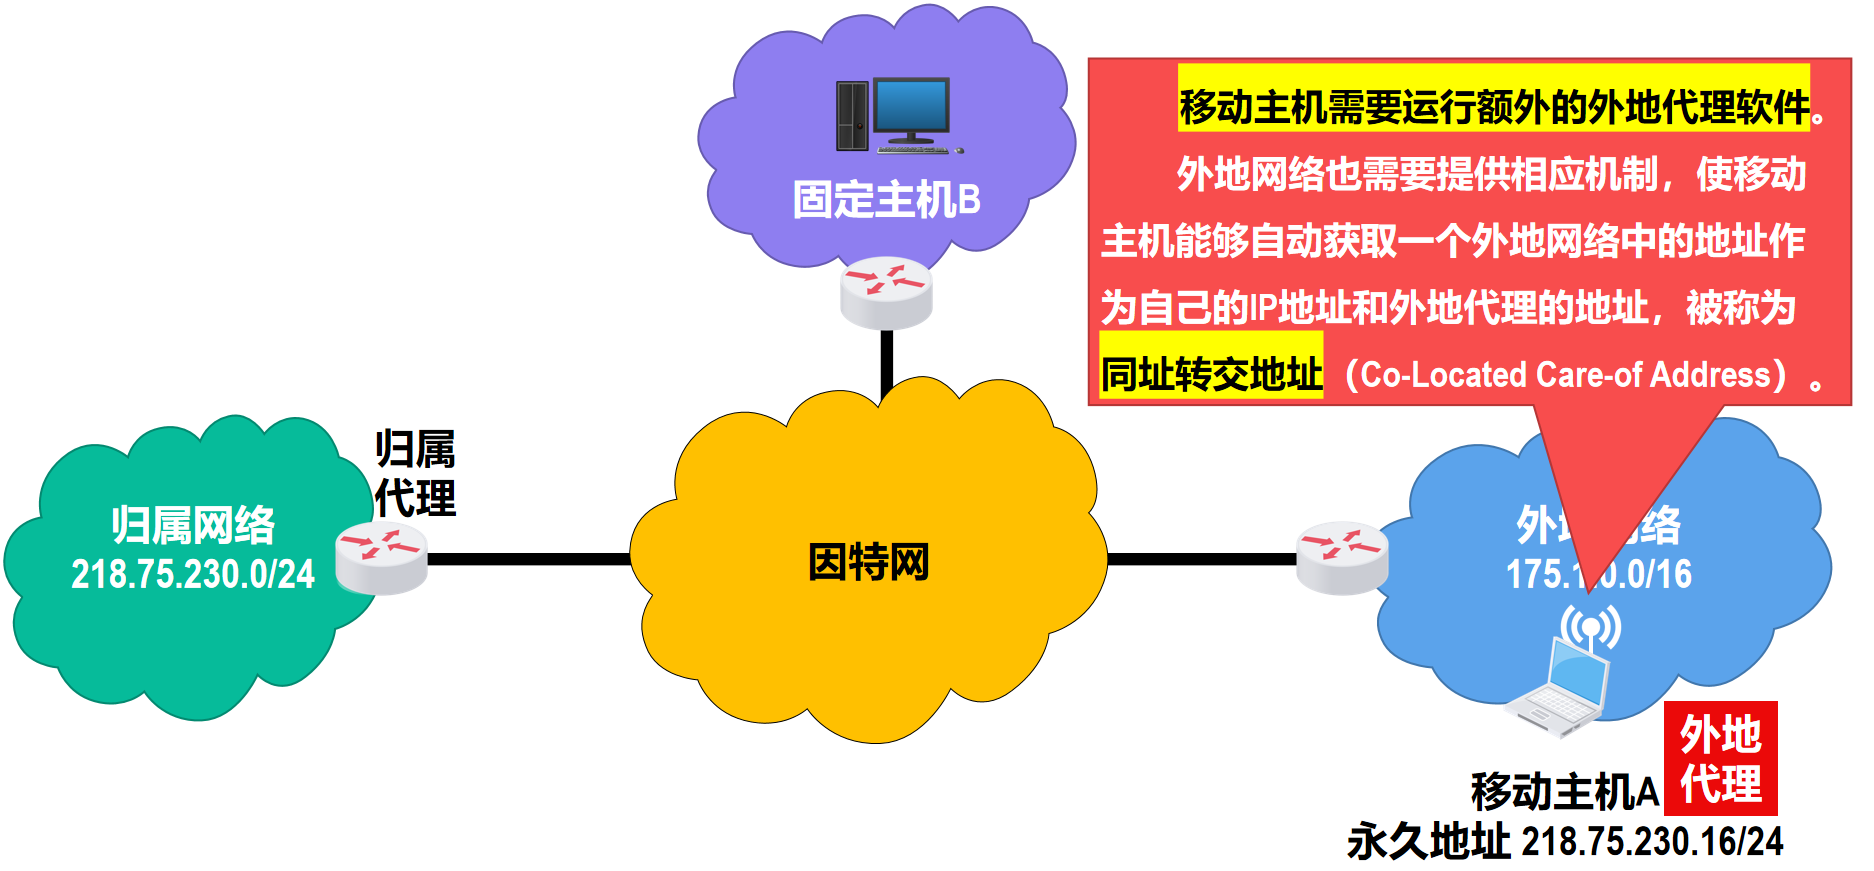 移动主机需要运行额外的外地代理软件。
外地网络也需要提供相应机制，使移动
主机能够自动获取一个外地网络中的地址作
为自己的IP地址和外地代理的地址，被称为
同址转交地址（Co-Located Care-of Address）。
固定主机B
归属
代理
归属网络
218.75.230.0/24
因特网
外地网络
175.1.0.0/16
外地
代理
移动主机A
永久地址 218.75.230.16/24